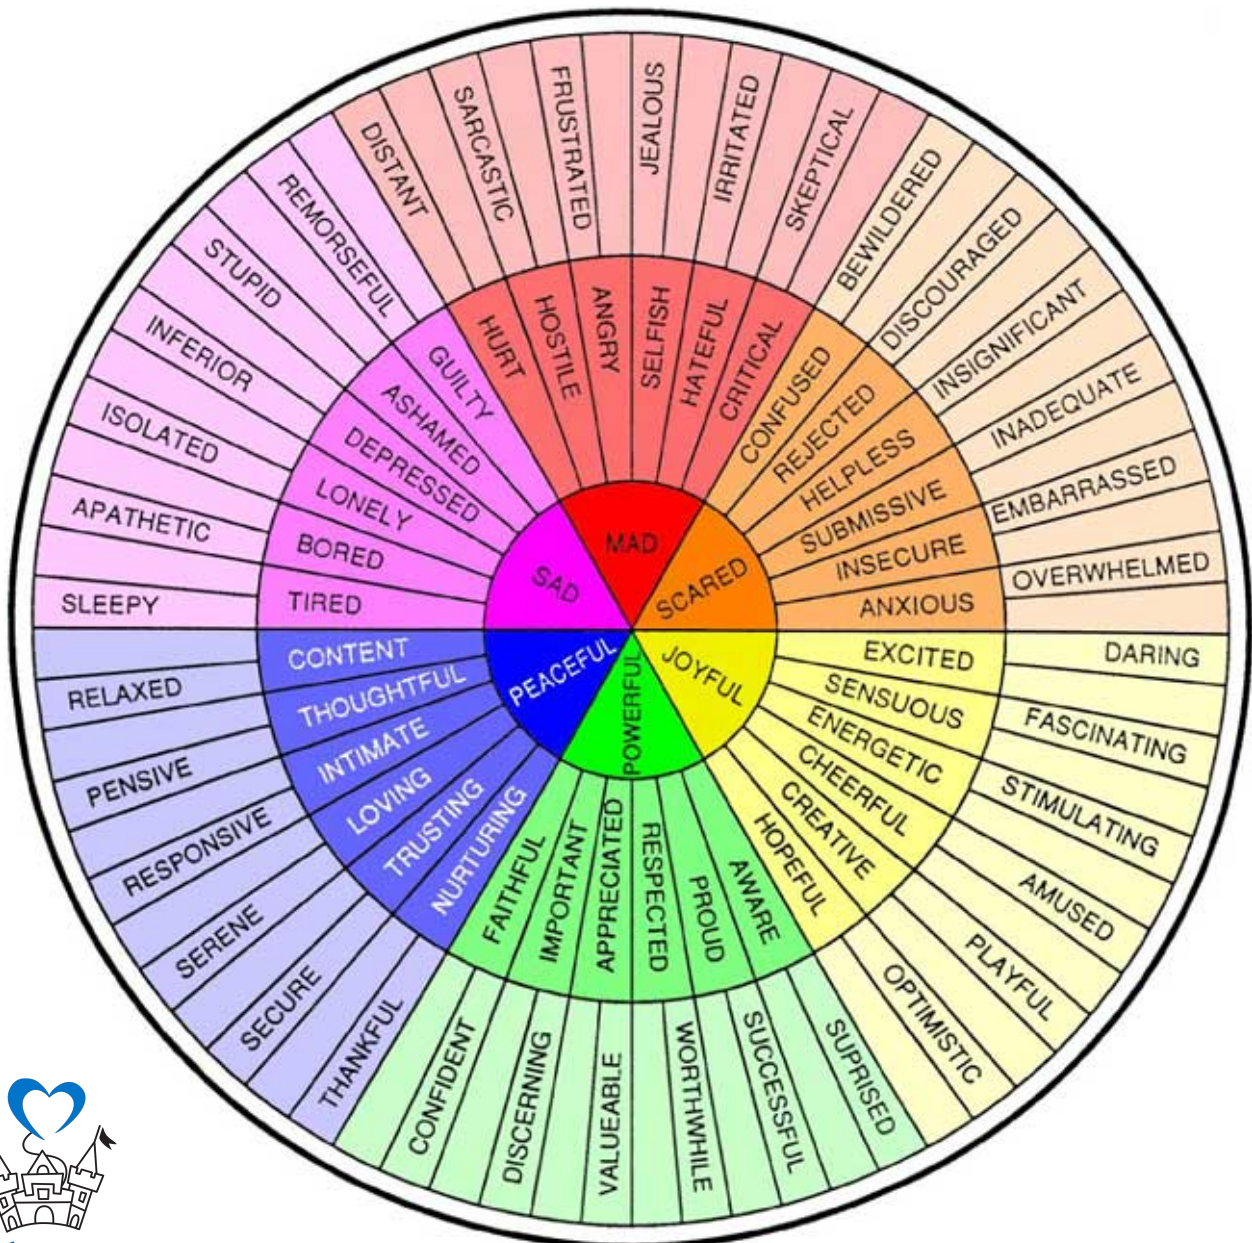 MAD
HURT
HOSTILE
ANGRY
SELFISH
HATEFUL
CRITICAL
DISTANT
SARCASTIC
FRUSTRATED
JEALOUS
IRRITATED
SKEPTICAL
SCARED
CONFUSED
REJECTED
HELPLESS
SUBMISSIVE
INSECURE
ANXIOUS
BEWILDERED
DISCOURAGED
INSIGNIFICANT
INADEQUATE
EMBARRASSED
OVERWHELMED
JOYFUL
EXCITED
SENSUOUS
ENERGETIC
CHEERFUL
CREATIVE
HOPEFUL
DARING
FASCINATING
STIMULATING
AMUSED
PLAYFUL
OPTIMISTIC
POWERFUL
AWARE
PROUD
RESPECTED
APPRECIATED
IMPORTANT
FAITHFUL
SUPRISED
SUCCESSFUL
WORTHWHILE
VALUEABLE
DISCERNING
CONFIDENT
PEACEFUL
NURTURING
TRUSTING
LOVING
INTIMATE
THOUGHTFUL
CONTENT
THANKFUL
SECURE
SERENE
RESPONSIVE
PENSIVE
RELAXED
SAD
TIRED
BORED
LONELY
DEPRESSED
ASHAMED
GUILTY
SLEEPY
APATHETIC
ISOLATED
INFERIOR
STUPID
REMORSEFUL